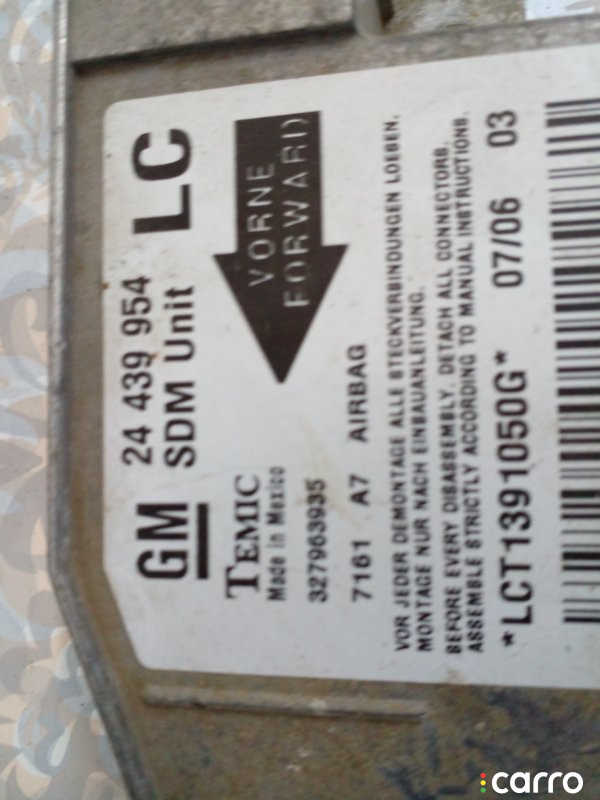 GM 24 439 954 LC
SDM Unit
TEMIC
Made in Mexico
VORNE
FORWARD
327963935
7161 A7 AIRBAG
VOR JEDER DEMONTAGE ALLE STECKVERBINDUNGEN LOESEN.
MONTAGE NUR NACH EINBAUANLEITUNG.
BEFORE EVERY DISASSEMBLY. DETACH ALL CONNECTORS.
ASSEMBLE STRICTLY ACCORDING TO MANUAL INSTRUCTIONS.
*LCT1391050G* 07/06 03
carro